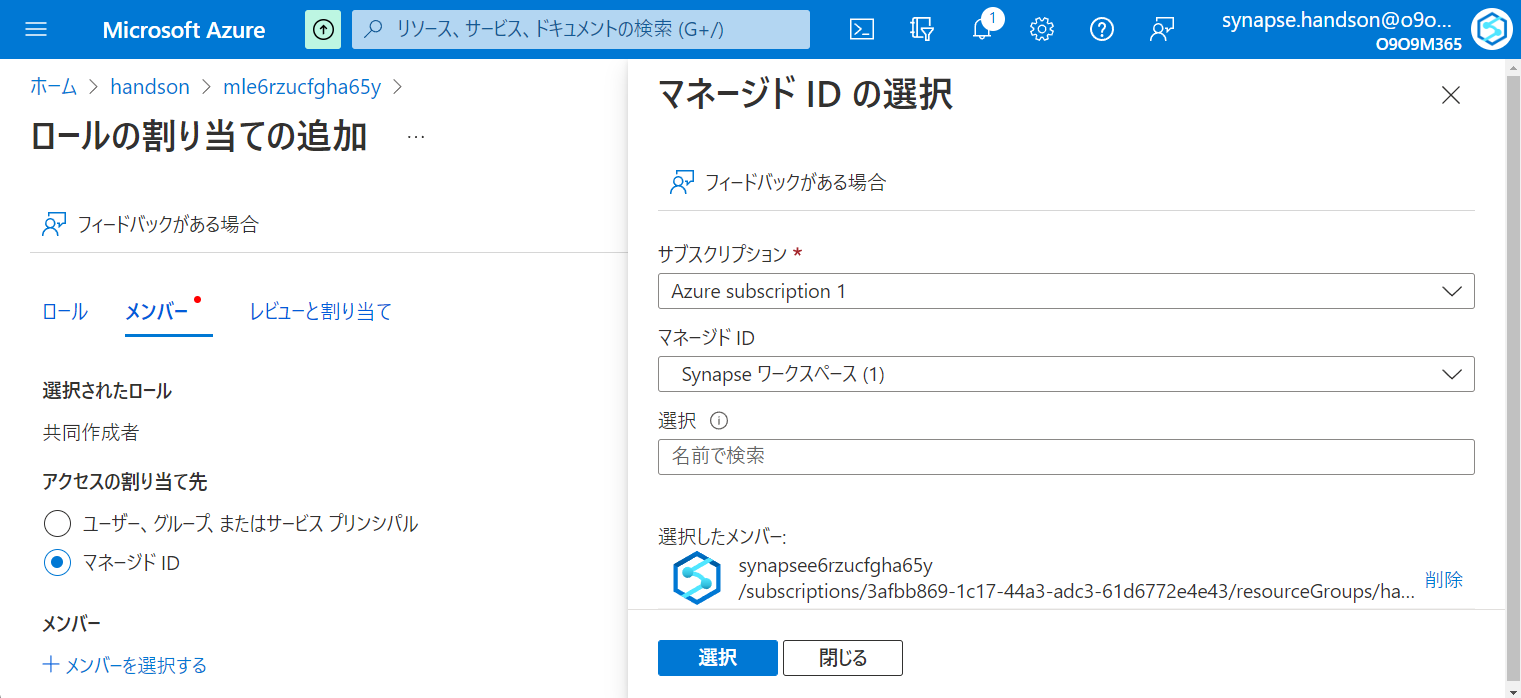 Microsoft Azure
リソース、サービス、ドキュメントの検索 (G+/)
1
synapse.handson@o9o...
O9O9M365
ホーム > handson > mle6rzucfgha65y >
ロールの割り当ての追加 ...
フィードバックがある場合
ロール メンバー レビューと割り当て
選択されたロール
共同作成者
アクセスの割り当て先
ユーザー、グループ、またはサービス プリンシパル
マネージド ID
メンバー
+ メンバーを選択する
マネージド ID の選択
フィードバックがある場合
サブスクリプション *
Azure subscription 1
マネージド ID
Synapse ワークスペース (1)
選択
名前で検索
選択したメンバー:
synapsee6rzucfgha65y
/subscriptions/3afbb869-1c17-44a3-adc3-61d6772e4e43/resourceGroups/ha...
削除
選択 閉じる